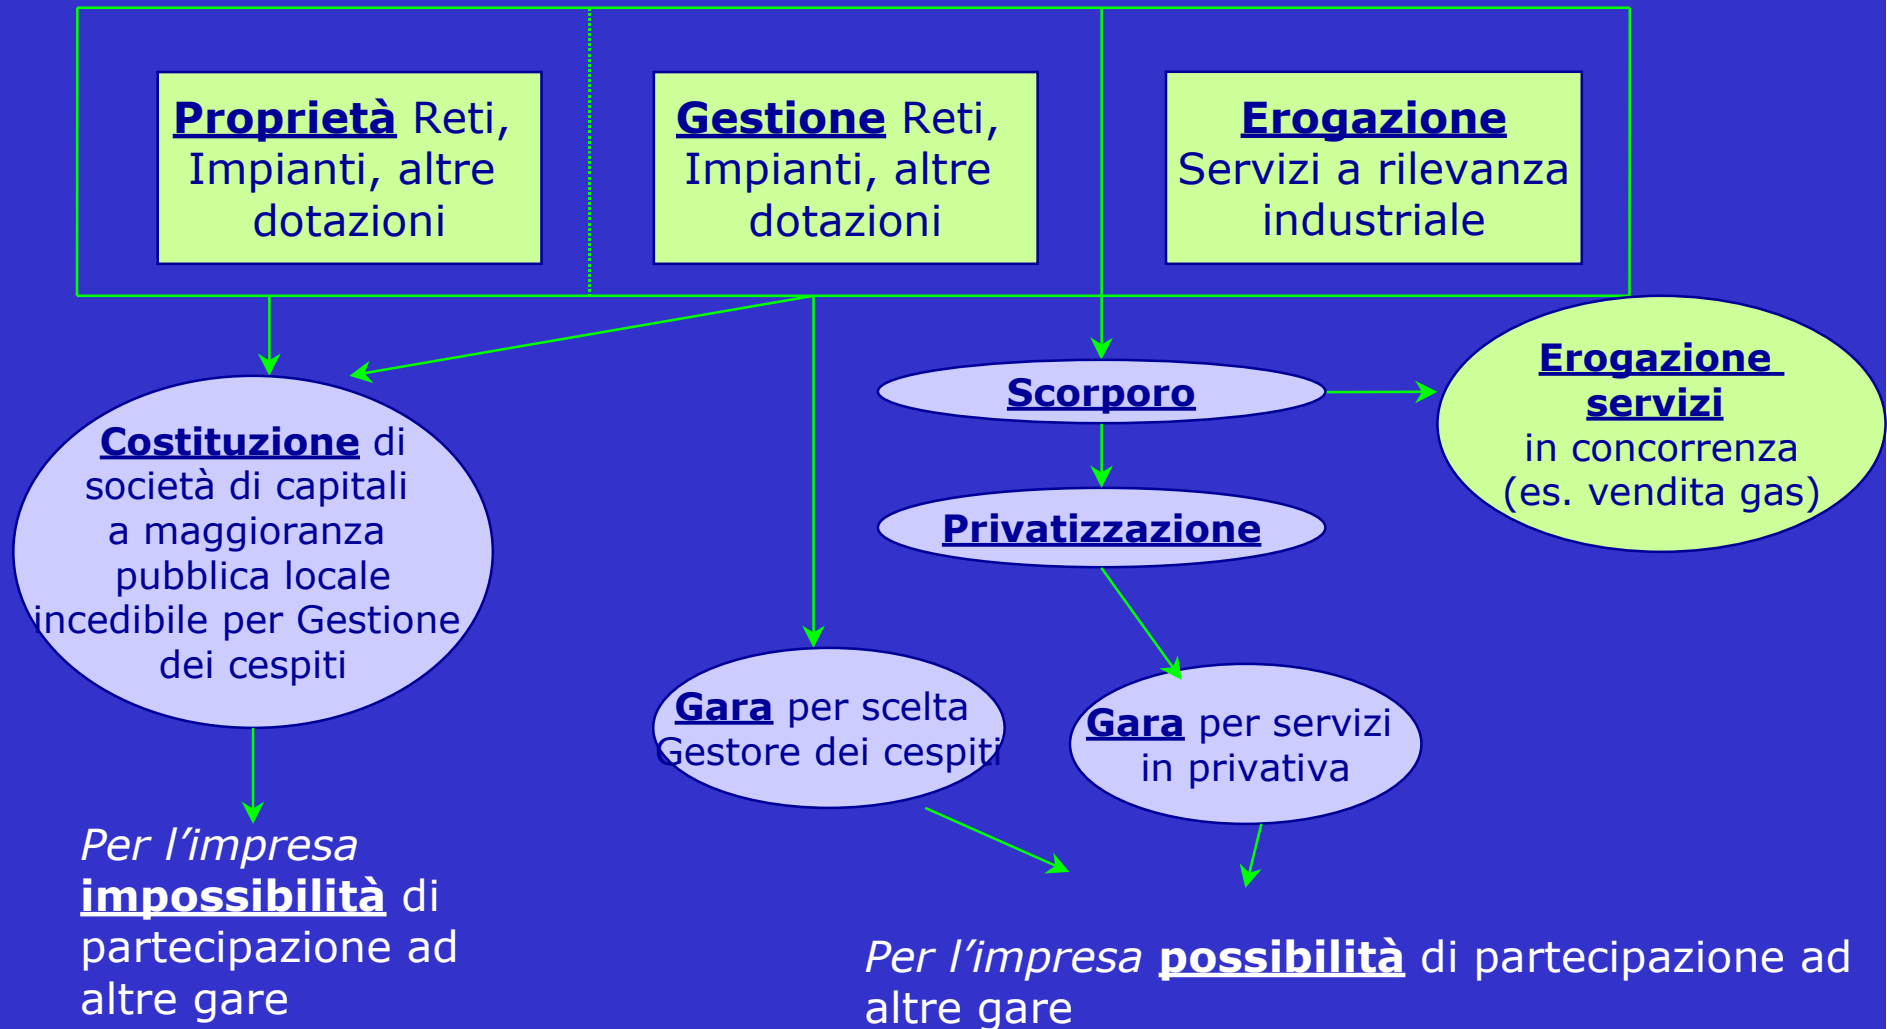 Proprietà Reti,
Impianti, altre
dotazioni
Gestione Reti,
Impianti, altre
dotazioni
Erogazione
Servizi a rilevanza
industriale
Costituzione di
società di capitali
a maggioranza
pubblica locale
incedibile per Gestione
dei cespiti
Scorporo
Privatizzazione
Erogazione
servizi
in concorrenza
(es. vendita gas)
Gara per scelta
Gestore dei cespiti
Gara per servizi
in privativa
Per l’impresa
impossibilità di
partecipazione ad
altre gare
Per l’impresa possibilità di partecipazione ad
altre gare